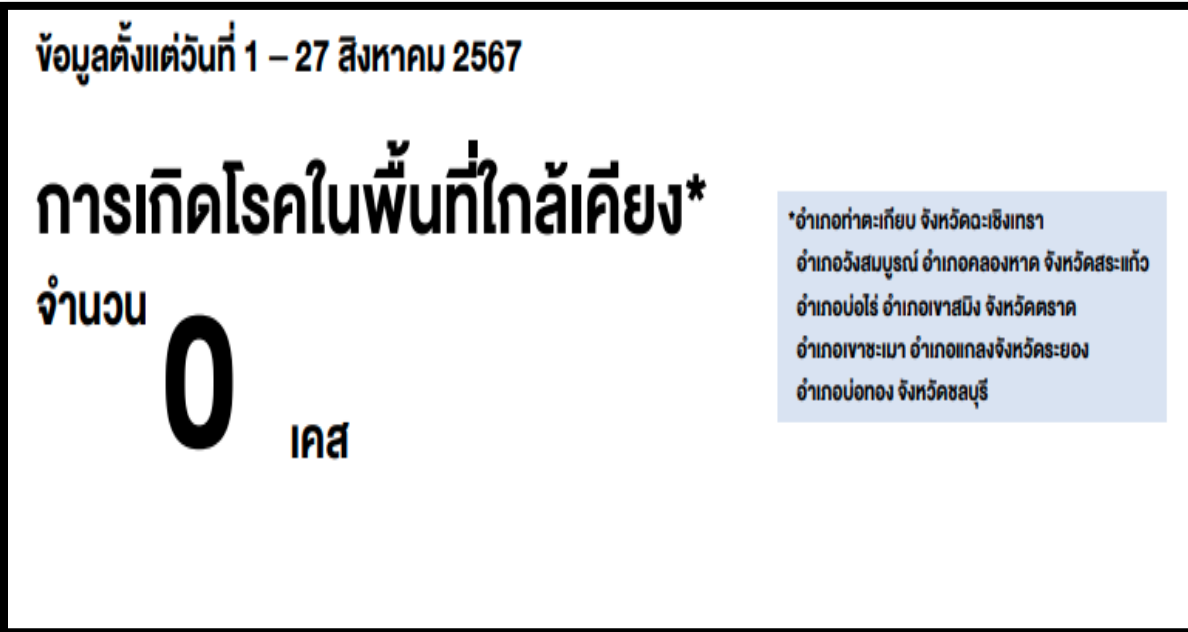 ข้อมูลตั้งแต่วันที่ 1 – 27 สิงหาคม 2567
การเกิดโรคในพื้นที่ใกล้เคียง*
จำนวน
0
เคส
*อำเภอท่าตะเกียบ จังหวัดฉะเชิงเทรา
อำเภอวังสมบูรณ์ อำเภอคลองหาด จังหวัดสระแก้ว
อำเภอบ่อไร่ อำเภอเขาสมิง จังหวัดตราด
อำเภอเขาชะเมา อำเภอแกลงจังหวัดระยอง
อำเภอบ่อทอง จังหวัดชลบุรี